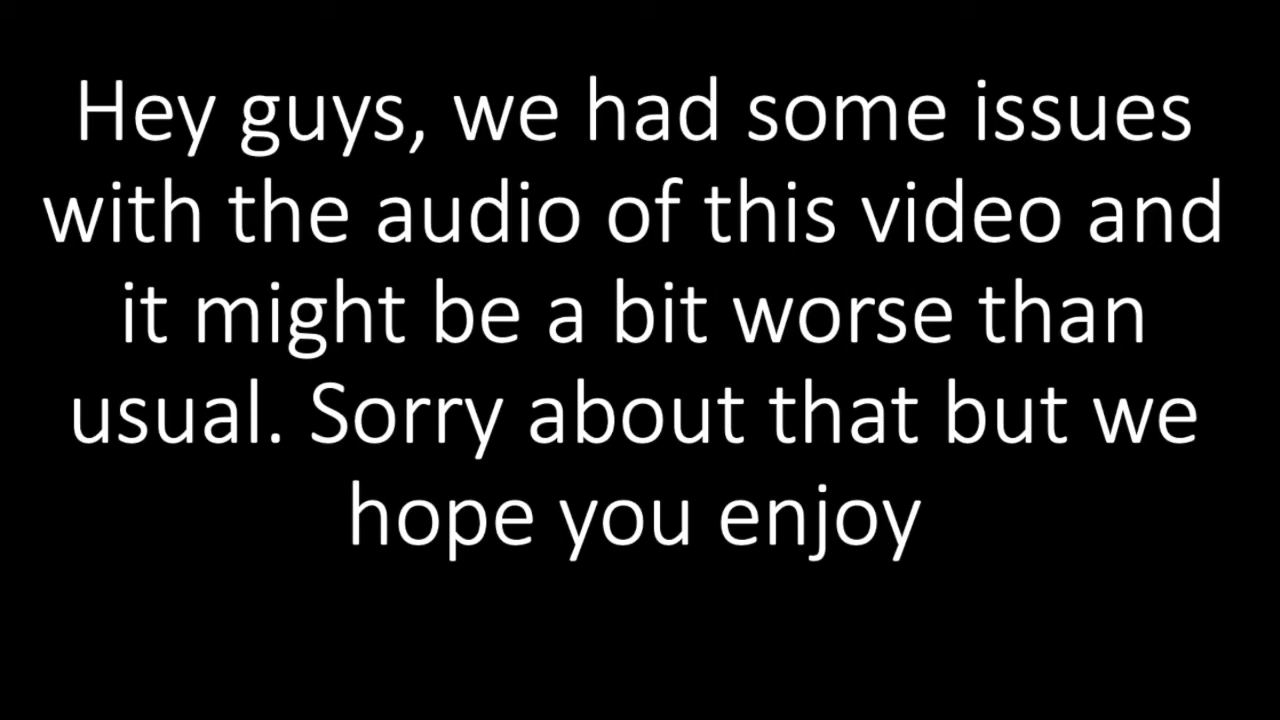 Hey guys, we had some issues
with the audio of this video and
it might be a bit worse than
usual. Sorry about that but we
hope you enjoy